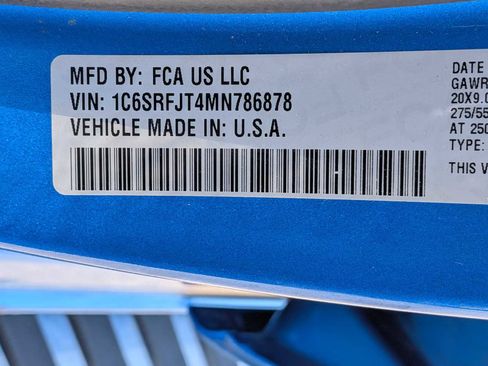 MFD BY: FCA US LLC
VIN: 1C6SRFJT4MN786878
VEHICLE MADE IN: U.S.A.
DATE
GAWR
20X9.0
275/55
AT 250
TYPE:
THIS V